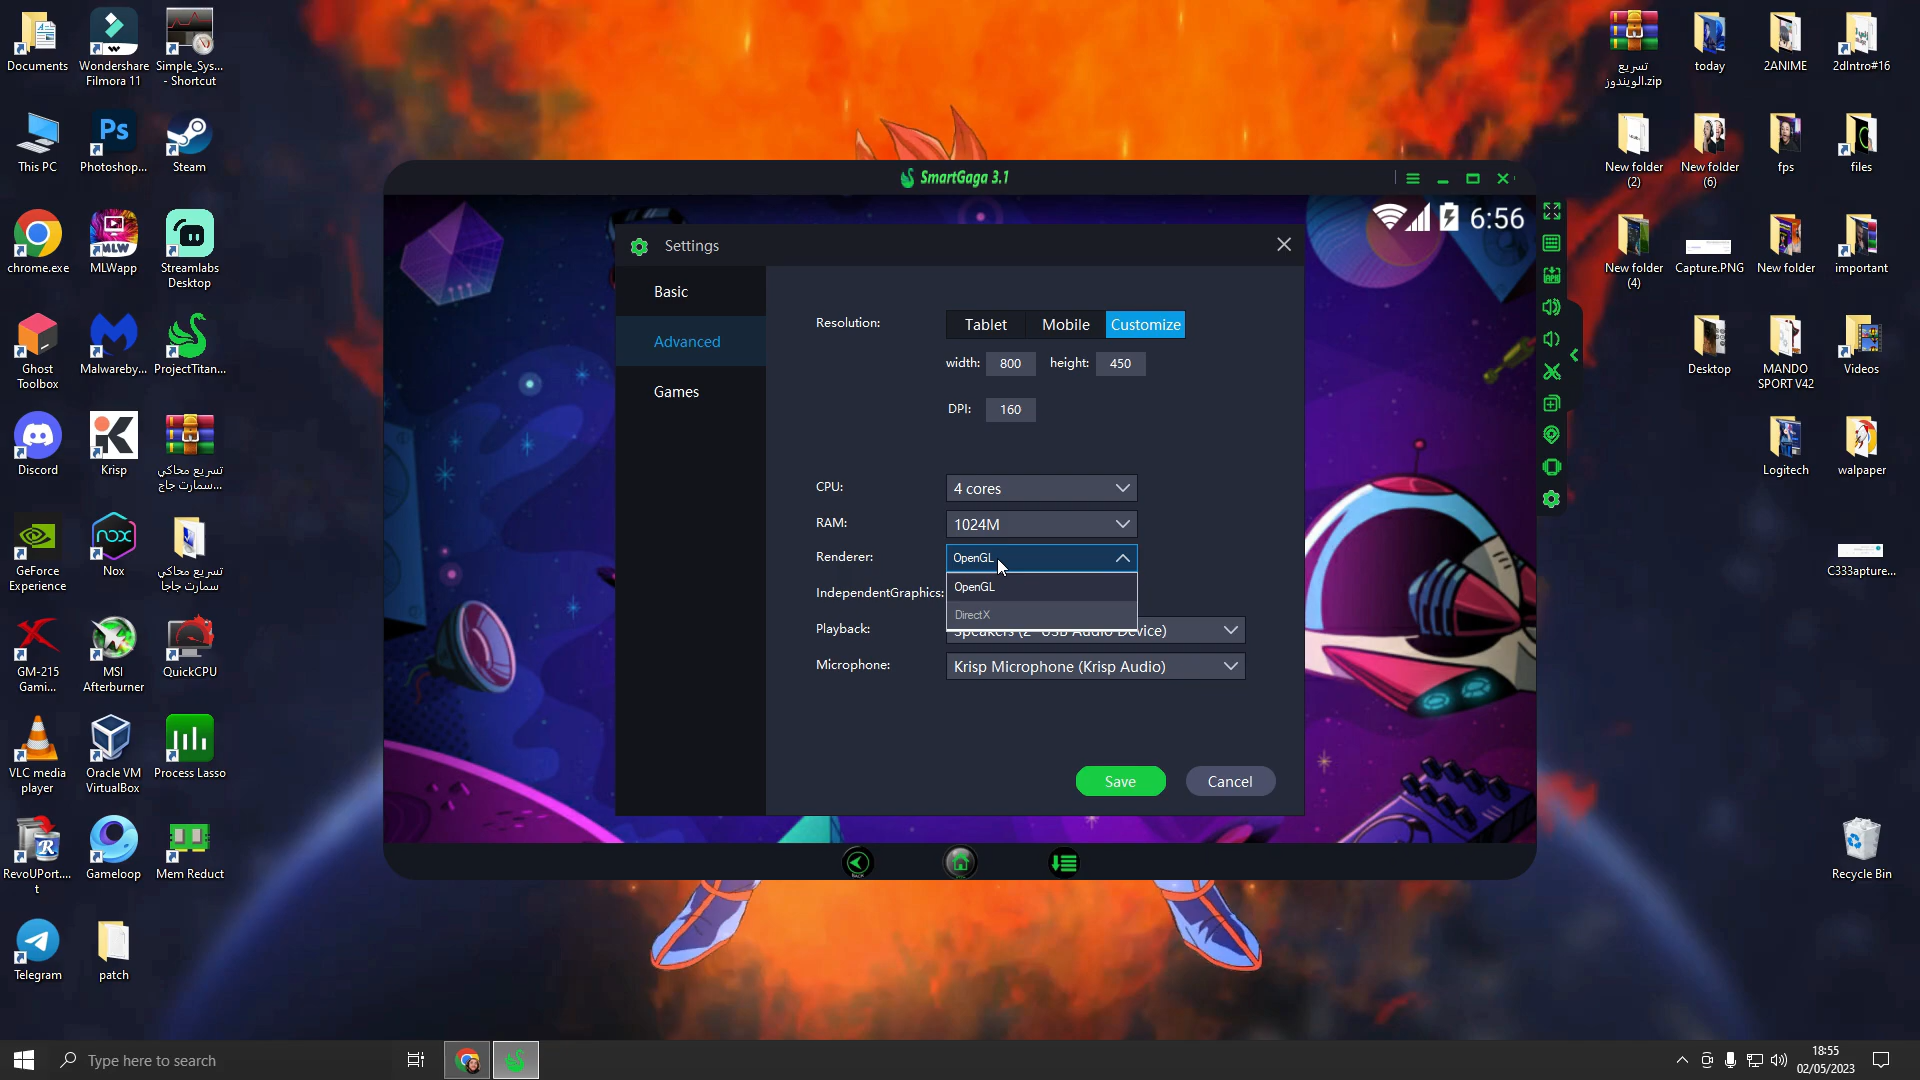 Documents
Wondershare
Filmora 11
Simple_Sys...
- Shortcut
This PC
Photoshop...
Steam
chrome.exe
MLWapp
Streamlabs
Desktop
Ghost
Toolbox
Malwareby...
ProjectTitan...
Discord
Krisp
تسريع محاكي
سمارت جاج...
GeForce
Experience
Nox
تسريع محاكي
سمارت جاجا
GM-215
Gami...
MSI
Afterburner
QuickCPU
VLC media
player
Oracle VM
VirtualBox
Process Lasso
RevoUPort....
t
Gameloop
Mem Reduct
Telegram
patch
SmartGaga 3.1
6:56
Settings
Basic
Advanced
Games
Resolution:
Tablet
Mobile
Customize
width:
800
height:
450
DPI:
160
CPU:
4 cores
RAM:
1024M
Renderer:
OpenGL
OpenGL
DirectX
IndependentGraphics:
Playback:
Speakers (2- USB Audio Device)
Microphone:
Krisp Microphone (Krisp Audio)
Save
Cancel
تسريع
الويندوز.zip
today
2ANIME
2dIntro#16
New folder
(2)
New folder
(6)
fps
files
New folder
(4)
Capture.PNG
New folder
important
Desktop
MANDO
SPORT V42
Videos
Logitech
walpaper
C333apture...
Recycle Bin
Type here to search
18:55
02/05/2023